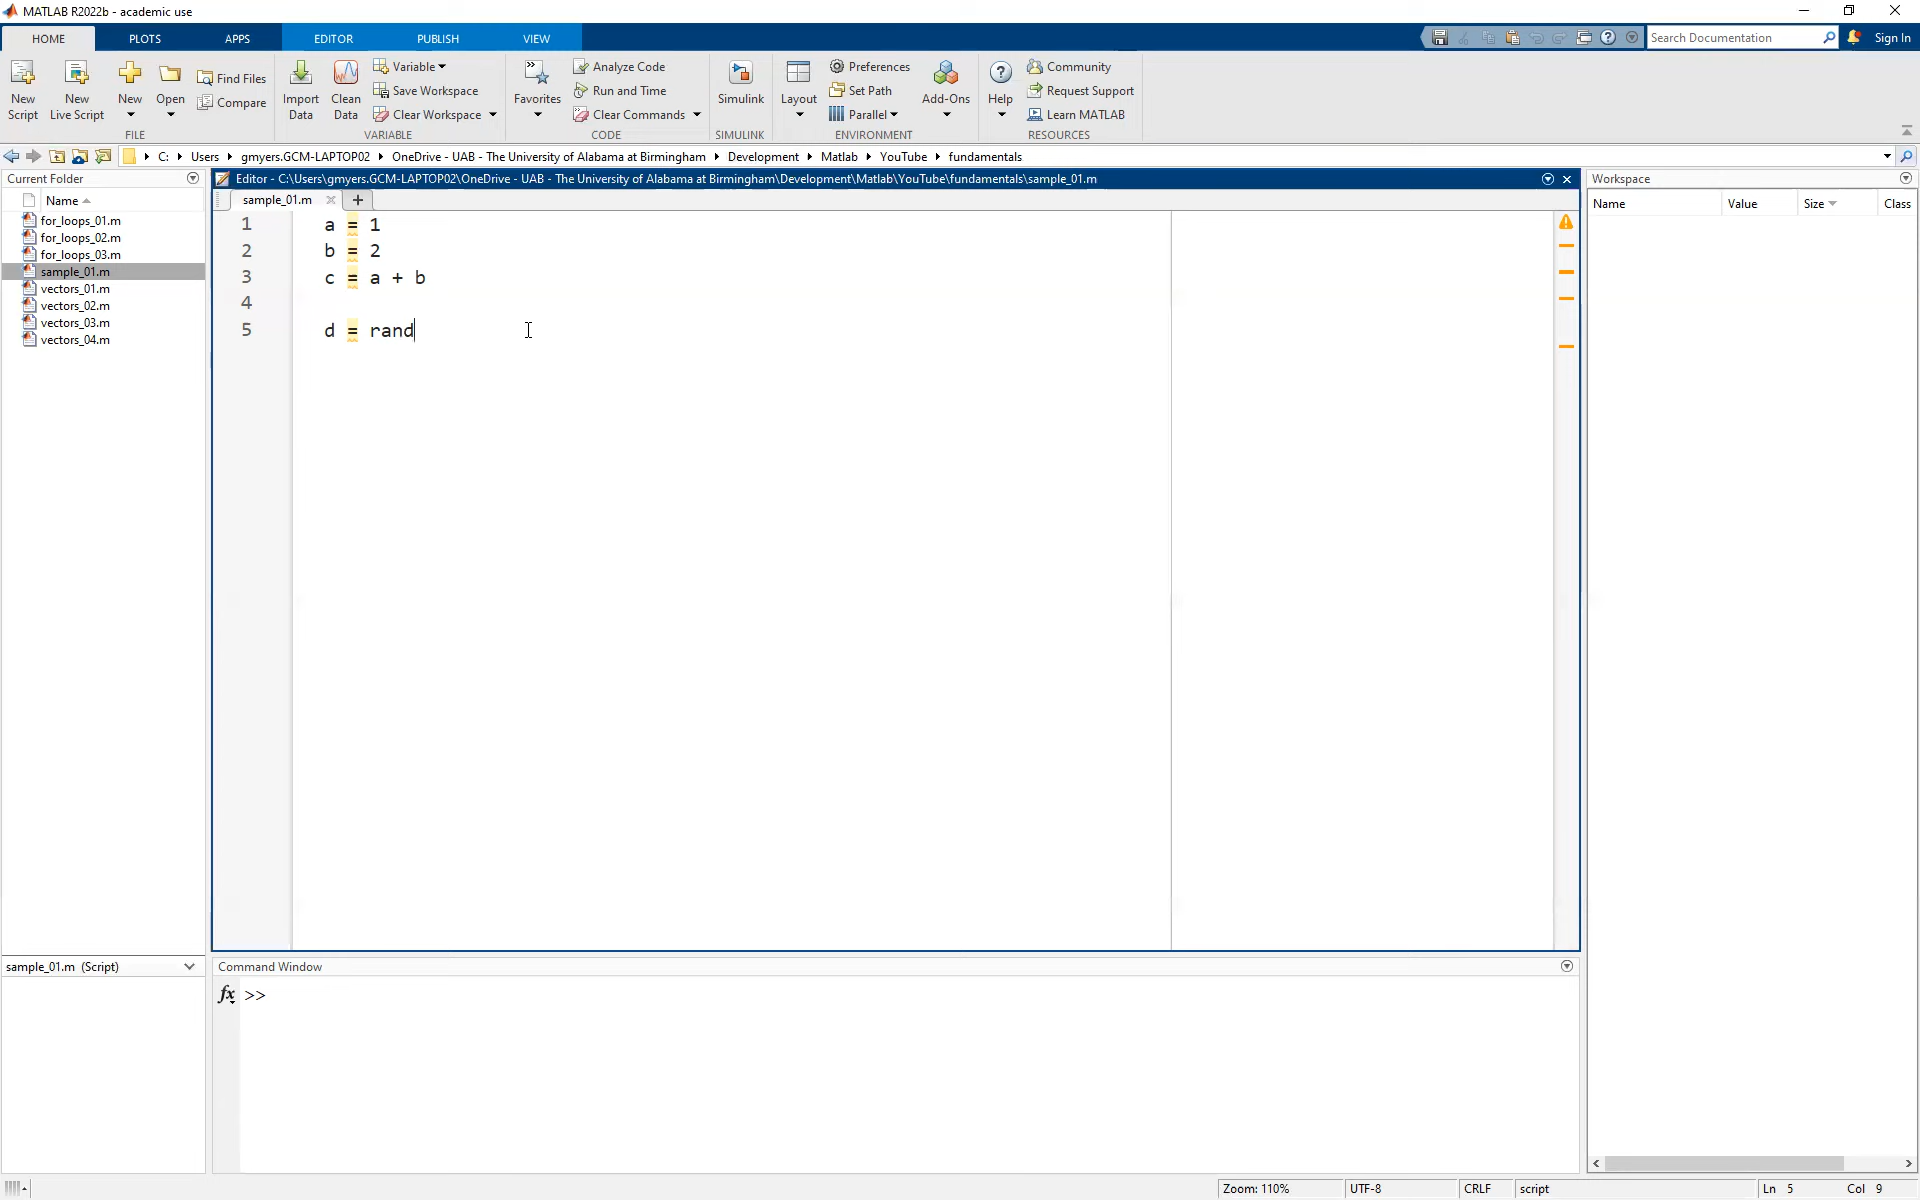 MATLAB R2022b - academic use
HOME PLOTS APPS EDITOR PUBLISH VIEW Search Documentation Sign In
New Script
New Live Script
New
Open
Find Files
Compare
FILE
Import Data
Clean Data
Variable
Save Workspace
Clear Workspace
VARIABLE
Favorites
Analyze Code
Run and Time
Clear Commands
CODE
Simulink
SIMULINK
Layout
Preferences
Set Path
Parallel
Add-Ons
ENVIRONMENT
Help
Community
Request Support
Learn MATLAB
RESOURCES
C: Users gmyers.GCM-LAPTOP02 OneDrive - UAB - The University of Alabama at Birmingham Development Matlab YouTube fundamentals
Current Folder
Name
for_loops_01.m
for_loops_02.m
for_loops_03.m
sample_01.m
vectors_01.m
vectors_02.m
vectors_03.m
vectors_04.m
sample_01.m (Script)
Editor - C:\Users\gmyers.GCM-LAPTOP02\OneDrive - UAB - The University of Alabama at Birmingham\Development\Matlab\YouTube\fundamentals\sample_01.m
sample_01.m
1 a = 1
2 b = 2
3 c = a + b
4
5 d = rand
Command Window
fx >>
Workspace
Name Value Size Class
Zoom: 110% UTF-8 CRLF script Ln 5 Col 9